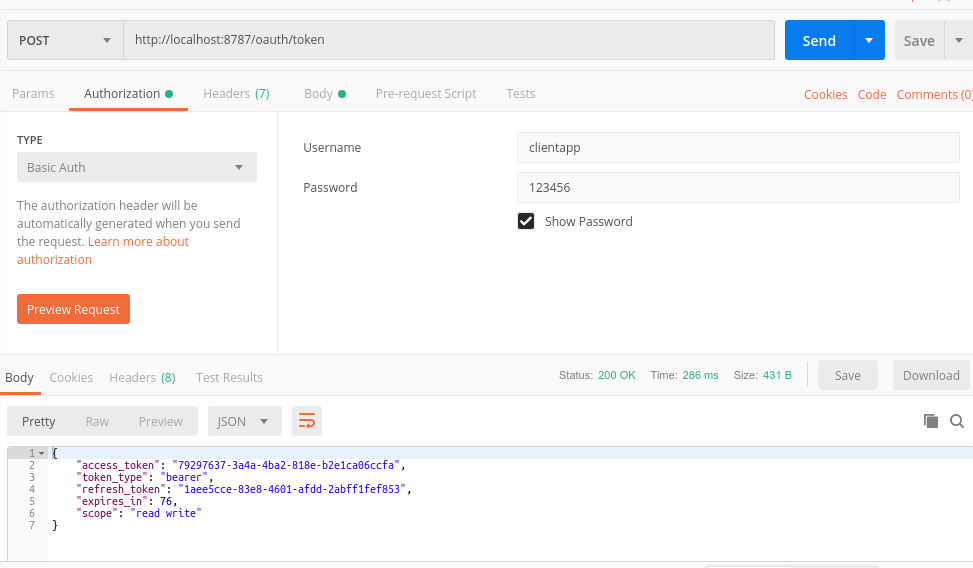 POST http://localhost:8787/oauth/token Send Save
Params Authorization Headers (7) Body Pre-request Script Tests Cookies Code Comments (0)
TYPE
Basic Auth
The authorization header will be
automatically generated when you send
the request. Learn more about
authorization
Preview Request
Username clientapp
Password 123456
Show Password
Body Cookies Headers (8) Test Results Status: 200 OK Time: 286 ms Size: 431 B Save Download
Pretty Raw Preview JSON
1 {
2 "access_token": "79297637-3a4a-4ba2-818e-b2e1ca06ccfa",
3 "token_type": "bearer",
4 "refresh_token": "1aee5cce-83e8-4601-afdd-2abff1fef853",
5 "expires_in": 76,
6 "scope": "read write"
7 }